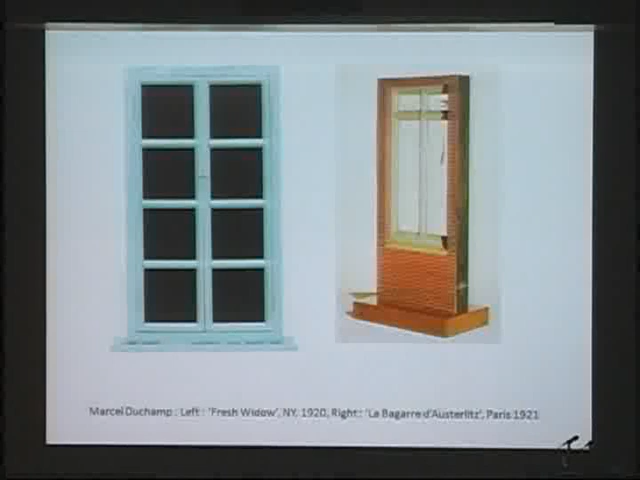 Marcel Duchamp : Left : 'Fresh Widow', NY, 1920, Right : 'La Bagarre d'Austerlitz', Paris 1921